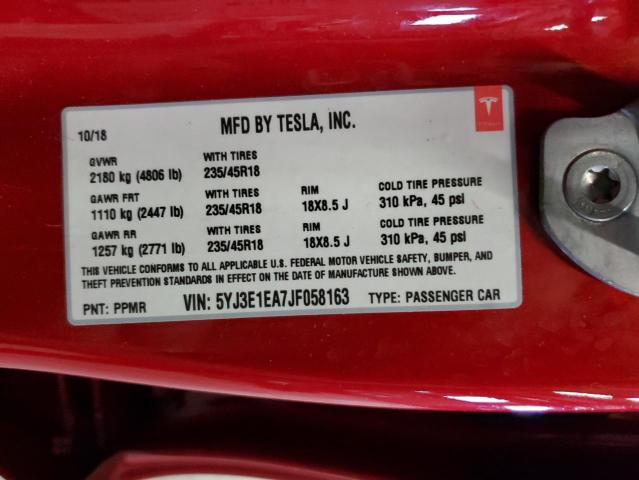 10/18
MFD BY TESLA, INC.
GVWR
WITH TIRES
2180 kg (4806 lb)
235/45R18
GAWR FRT
WITH TIRES
RIM
COLD TIRE PRESSURE
1110 kg (2447 lb)
235/45R18
18X8.5 J
310 kPa, 45 psi
GAWR RR
WITH TIRES
RIM
COLD TIRE PRESSURE
1257 kg (2771 lb)
235/45R18
18X8.5 J
310 kPa, 45 psi
THIS VEHICLE CONFORMS TO ALL APPLICABLE U.S. FEDERAL MOTOR VEHICLE SAFETY, BUMPER, AND
THEFT PREVENTION STANDARDS IN EFFECT ON THE DATE OF MANUFACTURE SHOWN ABOVE.
PNT: PPMR
VIN: 5YJ3E1EA7JF058163
TYPE: PASSENGER CAR